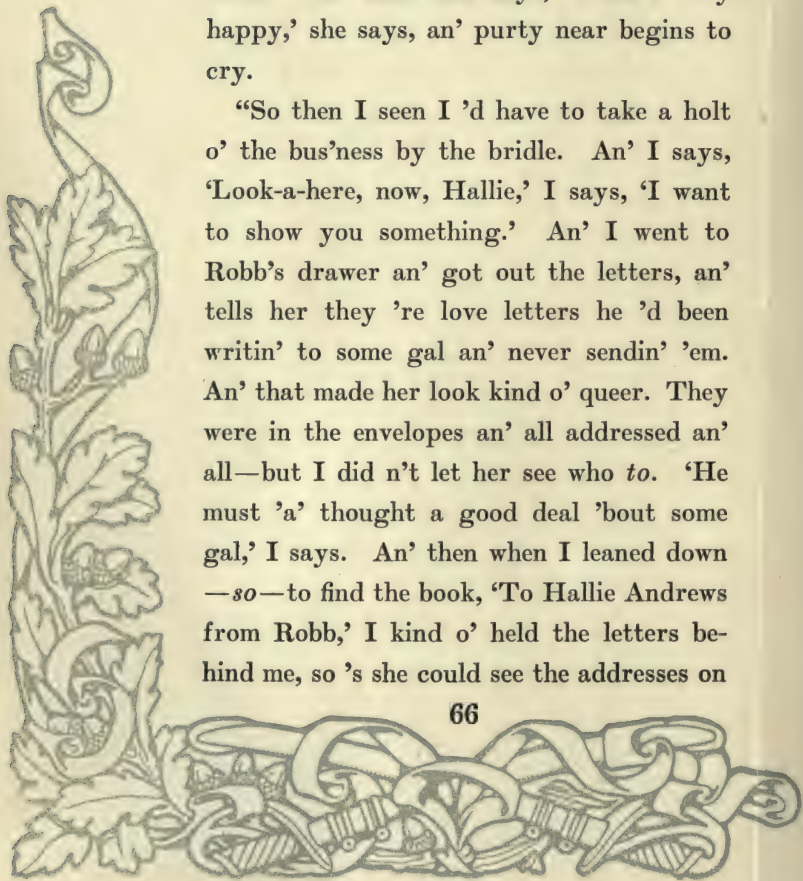 happy,’ she says, an’ purty near begins to
cry.
“So then I seen I ’d have to take a holt
o’ the bus’ness by the bridle. An’ I says,
‘Look-a-here, now, Hallie,’ I says, ‘I want
to show you something.’ An’ I went to
Robb’s drawer an’ got out the letters, an’
tells her they ’re love letters he ’d been
writin’ to some gal an’ never sendin’ ’em.
An’ that made her look kind o’ queer. They
were in the envelopes an’ all addressed an’
all—but I did n’t let her see who to. ‘He
must ’a’ thought a good deal ’bout some
gal,’ I says. An’ then when I leaned down
—so—to find the book, ‘To Hallie Andrews
from Robb,’ I kind o’ held the letters be-
hind me, so ’s she could see the addresses on
66